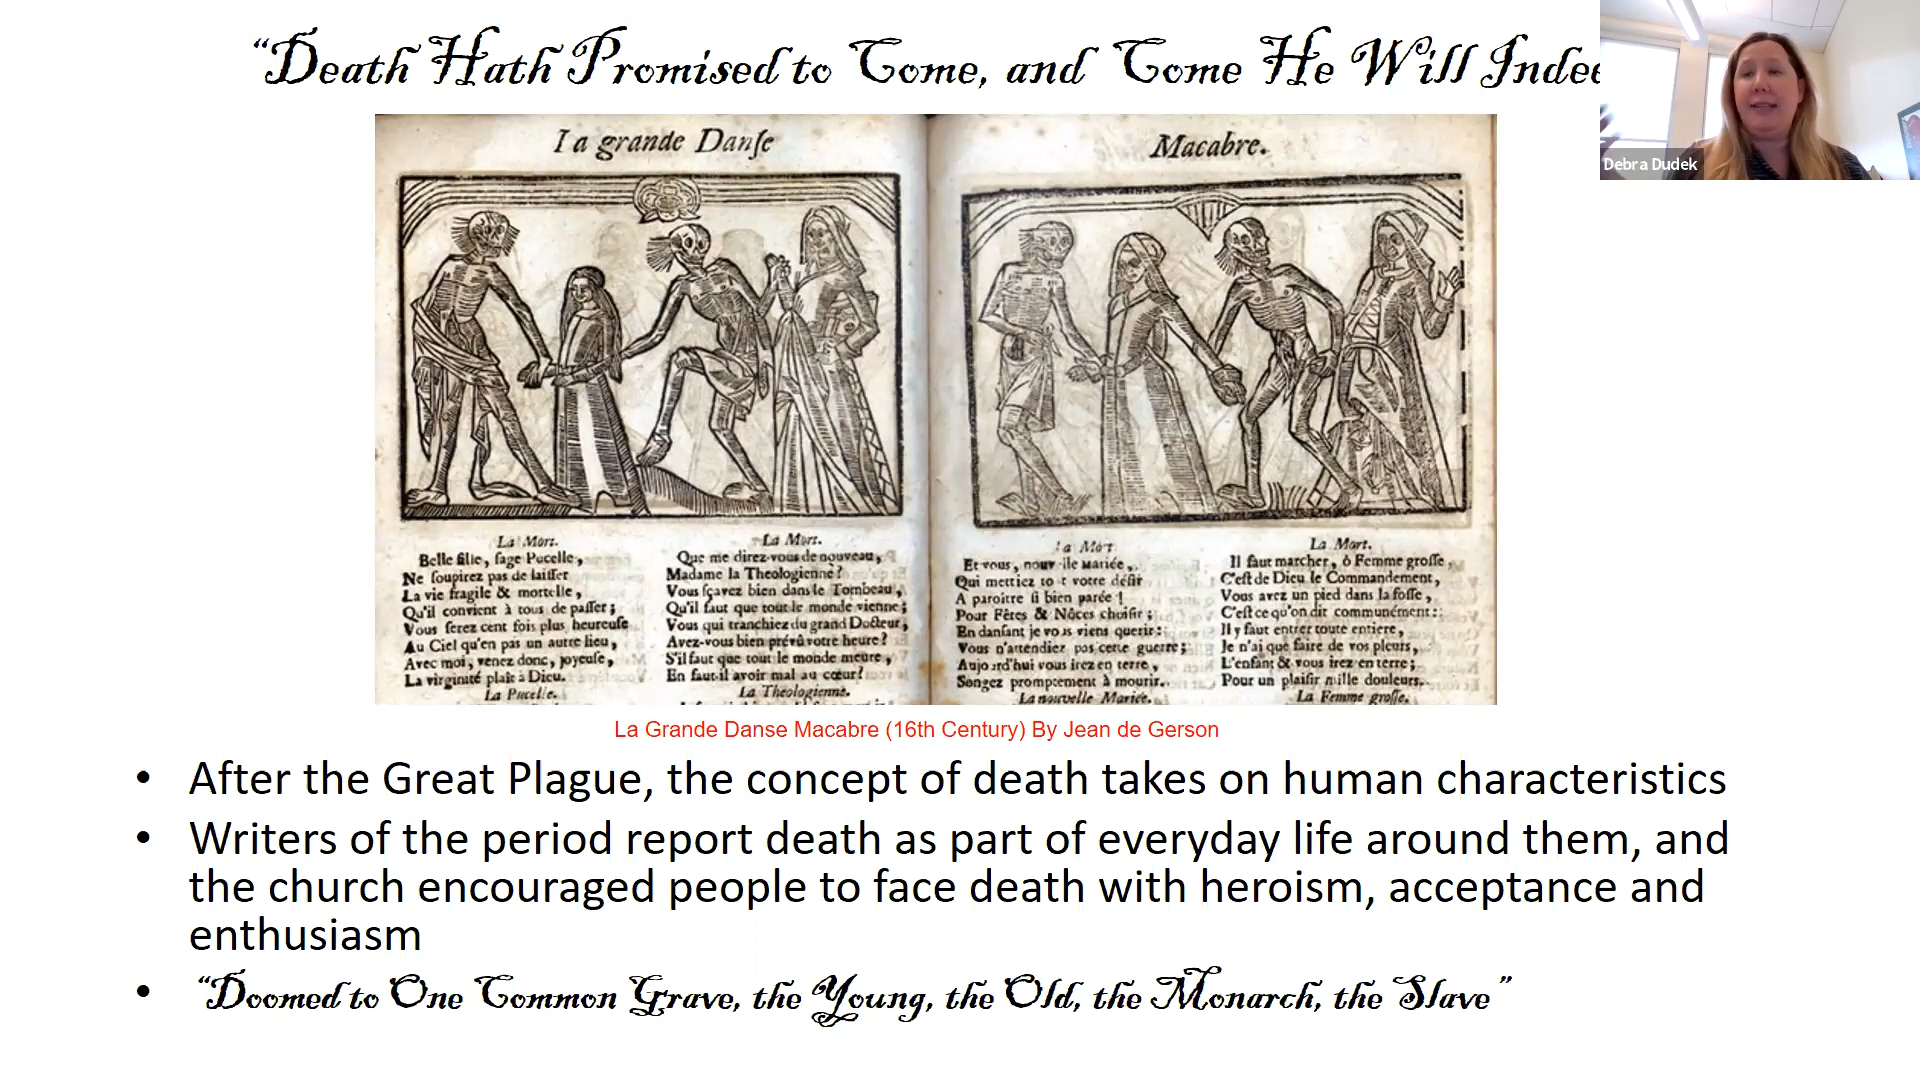 “Death Hath Promised to Come, and Come He Will Indee
Debra Dudek
La grande Danſe
Macabre.
La Mort.
Belle fille, ſage Pucelle,
Ne ſoupirez pas de laiſſer
La vie fragile & mortelle,
Qu'il convient à tous de paſſer;
Vous ferez cent fois plus heureuſe
Au Ciel qu'en pas un autre lieu,
Avec moi, venez donc, joyeuſe,
La virginité plaît à Dieu.
La Pucelle.
La Mort.
Que me direz-vous de nouveau,
Madame la Theologienne?
Vous ſçavez bien dans le Tombeau,
Qu'il faut que tout le monde vienne;
Vous qui tranchiez du grand Docteur,
Avez-vous bien prévû votre heure?
S'il faut que tout le monde meure,
En faut-il avoir mal au cœur?
La Theologienne.
La Mort
Et vous, nouv ile Mariée,
Qui mettiez to t votre déſir
A paroître ſi bien parée!
Pour Fêtes & Nôces choiſir;
En danſant je vous viens querir:
Vous n'attendiez pas cette guerre;
Aujourd'hui vous irez en terre,
Songez promptement à mourir.
La nouvelle Mariée.
La Mort.
Il faut marcher, ô Femme groſſe,
C'eſt de Dieu le Commandement,
Vous avez un pied dans la foſſe,
C'eſt ce qu'on dit communément:
Il y faut entrer toute entiere,
Je n'ai que faire de vos pleurs,
L'enfant & vous irez en terre;
Pour un plaiſir mille douleurs.
La Femme groſſe.
La Grande Danse Macabre (16th Century) By Jean de Gerson
• After the Great Plague, the concept of death takes on human characteristics
• Writers of the period report death as part of everyday life around them, and
the church encouraged people to face death with heroism, acceptance and
enthusiasm
• “Doomed to One Common Grave, the Young, the Old, the Monarch, the Slave”